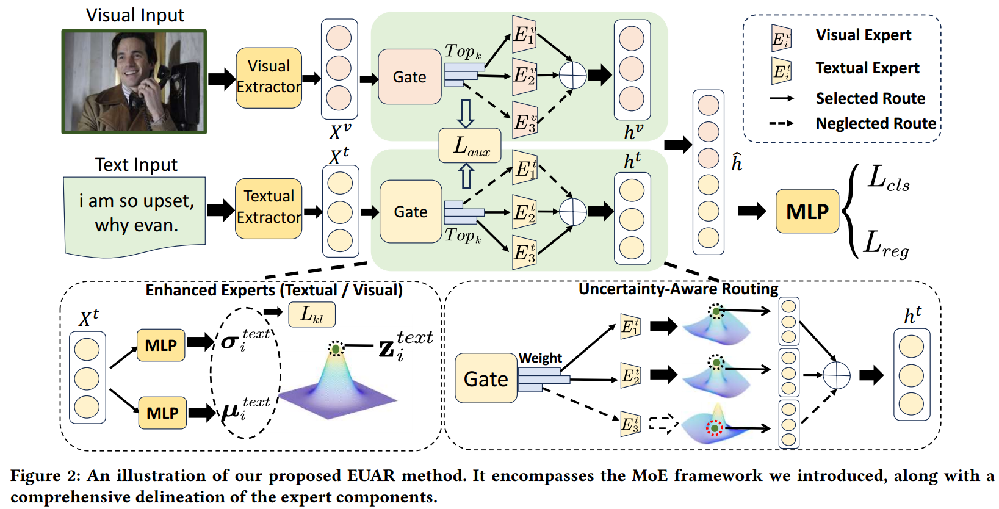 Visual Input
Visual
Extractor
X^v
Gate
Top_k
E_1^v
E_2^v
E_3^v
h^v
L_aux
Text Input
i am so upset,
why evan.
Textual
Extractor
X^t
Gate
Top_k
E_1^t
E_2^t
E_3^t
h^t
ĥ
MLP
L_cls
L_reg
E_i^v Visual Expert
E_i^t Textual Expert
Selected Route
Neglected Route
Enhanced Experts (Textual / Visual)
X^t
MLP
σ_i^text
MLP
μ_i^text
L_kl
z_i^text
Uncertainty-Aware Routing
Gate
Weight
E_1^t
E_2^t
E_3^t
h^t
Figure 2: An illustration of our proposed EUAR method. It encompasses the MoE framework we introduced, along with a
comprehensive delineation of the expert components.